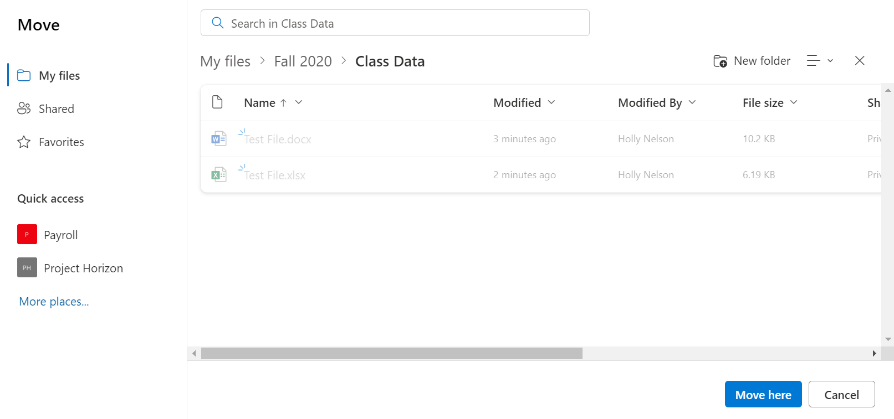 Move
Search in Class Data
My files
Shared
Favorites
Quick access
P Payroll
PH Project Horizon
More places...
My files > Fall 2020 > Class Data
New folder
Name ↑ Modified Modified By File size Sh
Test File.docx 3 minutes ago Holly Nelson 10.2 KB Priv
Test File.xlsx 2 minutes ago Holly Nelson 6.19 KB Priv
Move here Cancel